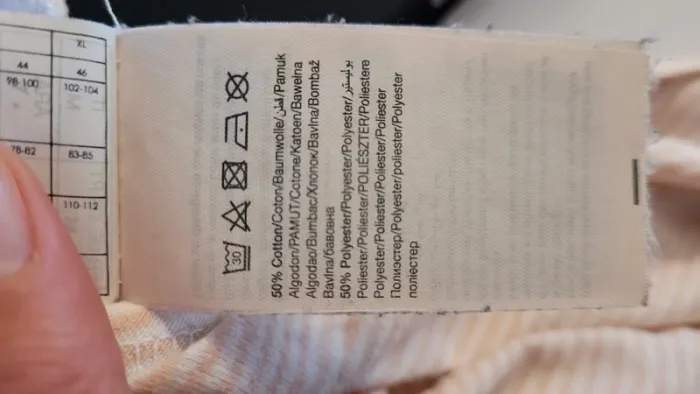 XL
44 46
98-100 102-104
78-82 83-85
110-112
30
50% Cotton/Coton/Baumwolle/قطن/Pamuk
Algodon/PAMUT/Cotone/Katoen/Bawełna
Algodao/Bumbac/Хлопок/Bavlna/Bombaž
Bavlna/бавовна
50% Polyester/Polyester/Polyester/بوليستر
Poliester/Poliester/POLIÉSZTER/Poliestere
Polyester/Poliester/Poliester/Poliester
Полиэстер/Polyester/poliester/Polyester
поліестер